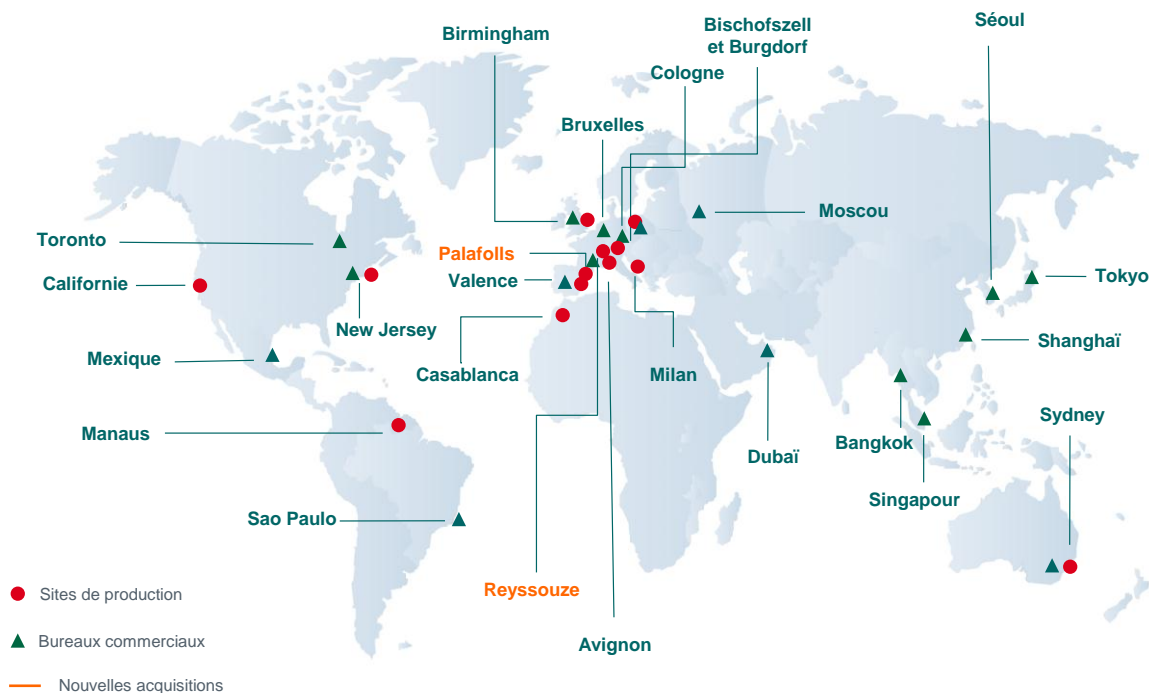 Birmingham
Bischofszell
et Burgdorf
Séoul
Cologne
Bruxelles
Moscou
Toronto
Palafolls
Californie
Valence
Tokyo
New Jersey
Shanghaï
Mexique
Casablanca
Milan
Sydney
Manaus
Bangkok
Dubaï
Singapour
Sao Paulo
Reyssouze
Sites de production
Avignon
Bureaux commerciaux
Nouvelles acquisitions